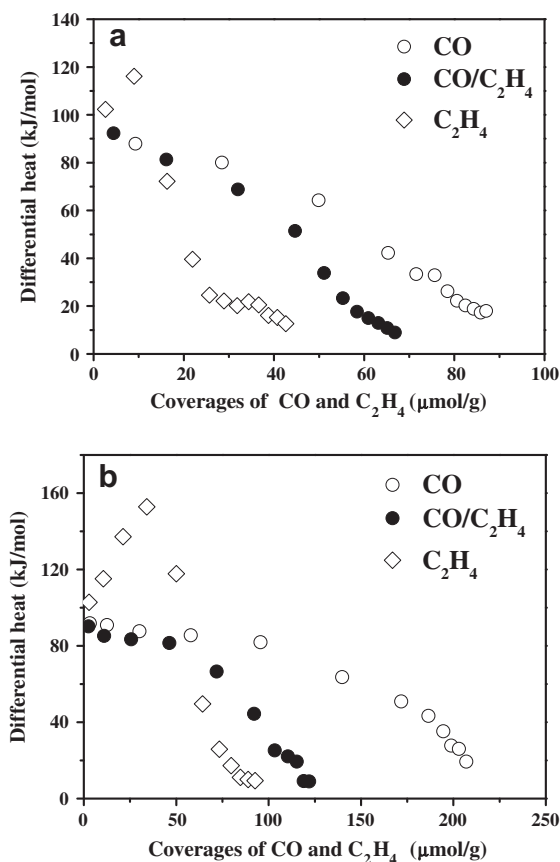 a
CO
CO/C₂H₄
C₂H₄
Differential heat (kJ/mol)
140
120
100
80
60
40
20
0
0 20 40 60 80 100
Coverages of CO and C₂H₄ (μmol/g)
b
CO
CO/C₂H₄
C₂H₄
Differential heat (kJ/mol)
160
120
80
40
0
0 50 100 150 200 250
Coverages of CO and C₂H₄ (μmol/g)